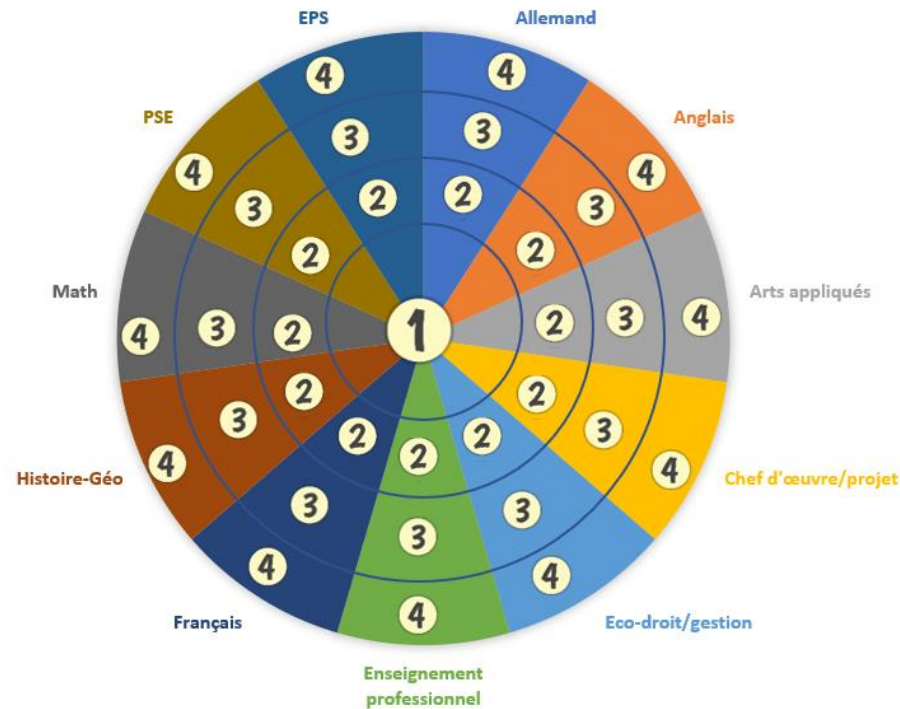 EPS
Allemand
4
4
PSE
Anglais
3
3
4
4
2
2
3
3
2
2
Math
Arts appliqués
4
3
2
1
2
3
4
2
2
3
3
4
4
2
2
2
Histoire-Géo
Chef d'œuvre/projet
3
3
3
4
4
4
Français
Eco-droit/gestion
Enseignement
professionnel